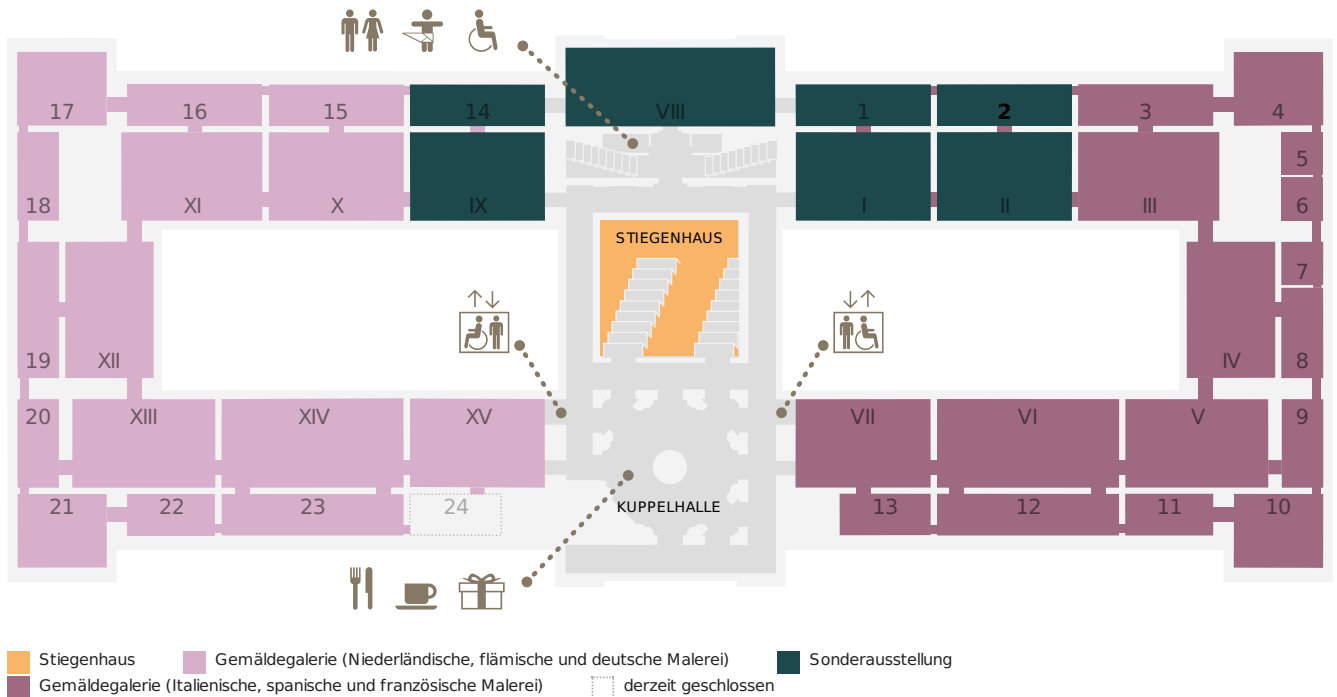 17
16
15
14
VIII
1
2
3
4
5
18
XI
X
IX
I
II
III
6
STIEGENHAUS
7
19
XII
IV
8
20
XIII
XIV
XV
VII
VI
V
9
21
22
23
24
KUPPELHALLE
13
12
11
10
Stiegenhaus
Gemäldegalerie (Niederländische, flämische und deutsche Malerei)
Sonderausstellung
Gemäldegalerie (Italienische, spanische und französische Malerei)
derzeit geschlossen